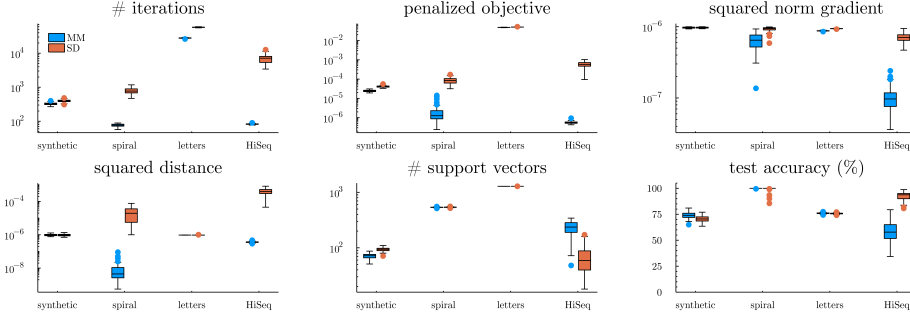 # iterations
penalized objective
squared norm gradient
MM
SD
10^4
10^2
synthetic spiral letters HiSeq
10^-2
10^-3
10^-4
10^-5
10^-6
synthetic spiral letters HiSeq
10^-6
10^-7
synthetic spiral letters HiSeq
squared distance
# support vectors
test accuracy (%)
10^-4
10^-6
10^-8
synthetic spiral letters HiSeq
10^3
10^2
synthetic spiral letters HiSeq
100
75
50
25
0
synthetic spiral letters HiSeq